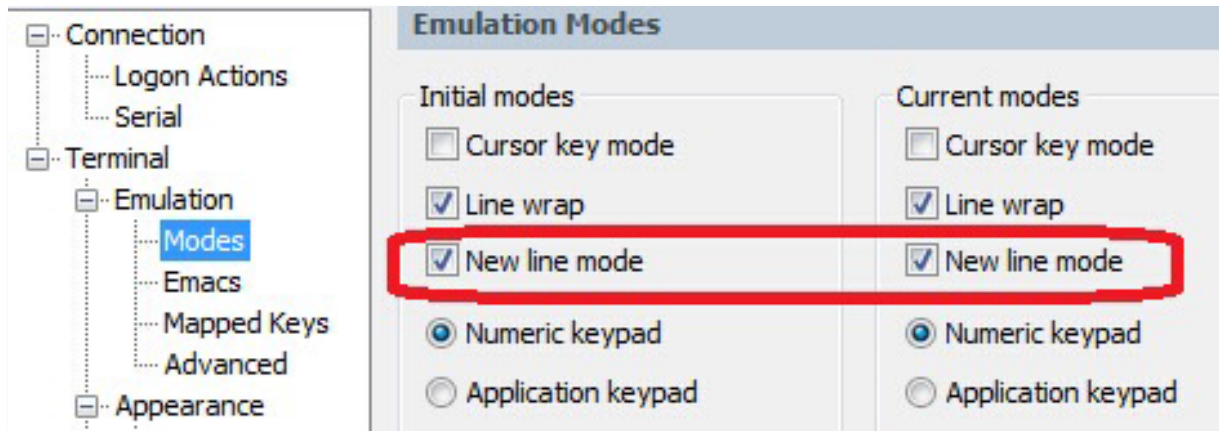 Connection
Logon Actions
Serial
Terminal
Emulation
Modes
Emacs
Mapped Keys
Advanced
Appearance
Emulation Modes
Initial modes
Cursor key mode
Line wrap
New line mode
Numeric keypad
Application keypad
Current modes
Cursor key mode
Line wrap
New line mode
Numeric keypad
Application keypad